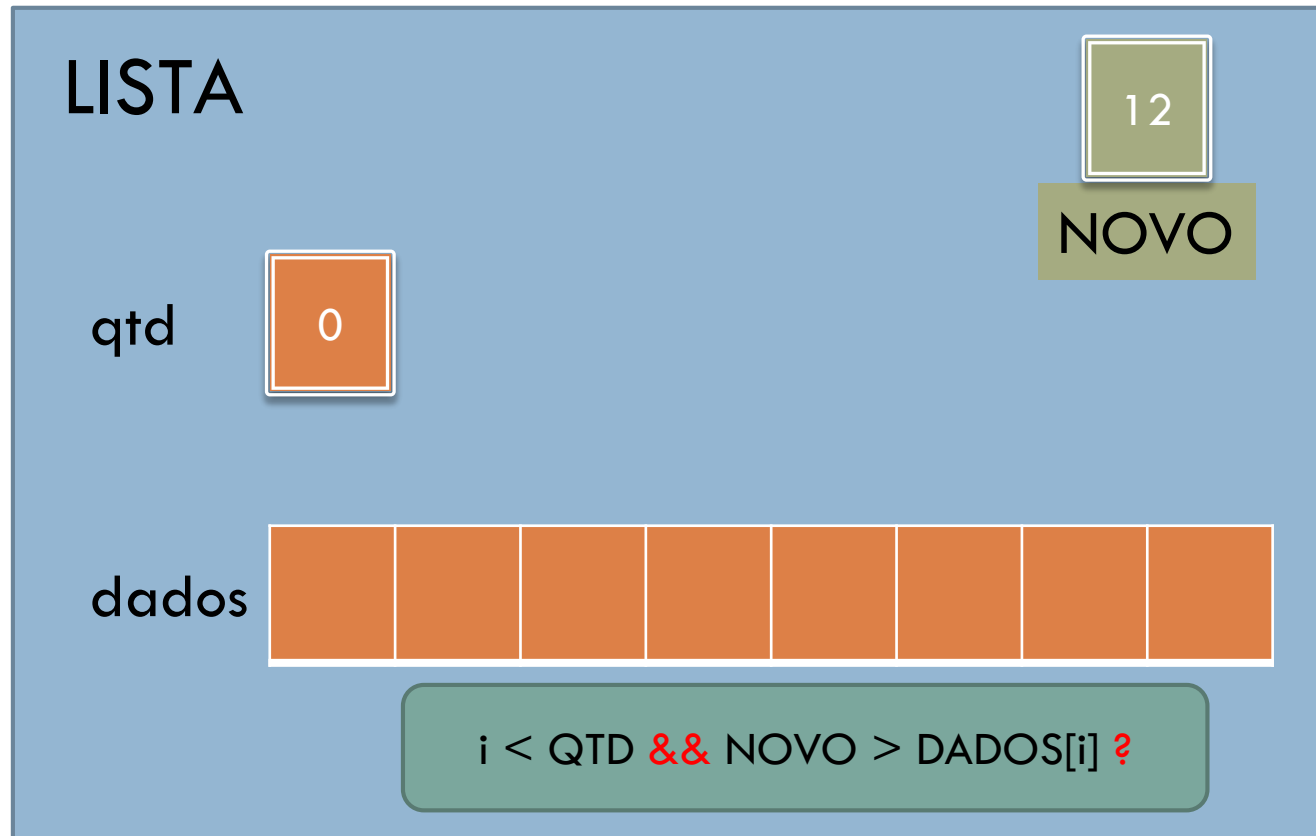 LISTA
12
NOVO
qtd
0
dados
i < QTD && NOVO > DADOS[i] ?